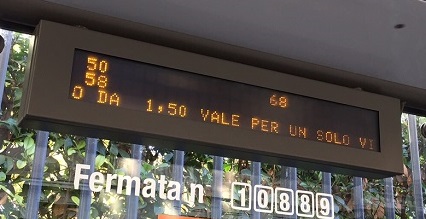 50 68
58
O DA 1,50 VALE PER UN SOLO VI
Fermata n 10889